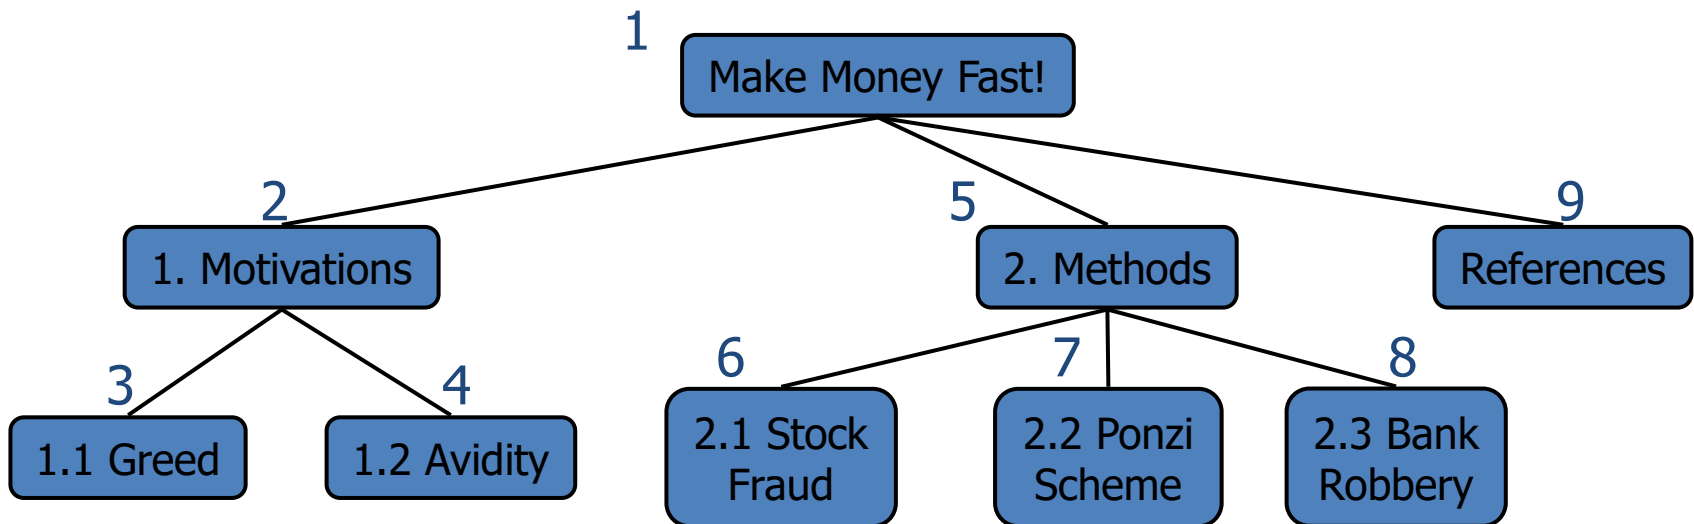 1
Make Money Fast!
2
5
9
1. Motivations
2. Methods
References
3
4
6
7
8
1.1 Greed
1.2 Avidity
2.1 Stock
Fraud
2.2 Ponzi
Scheme
2.3 Bank
Robbery